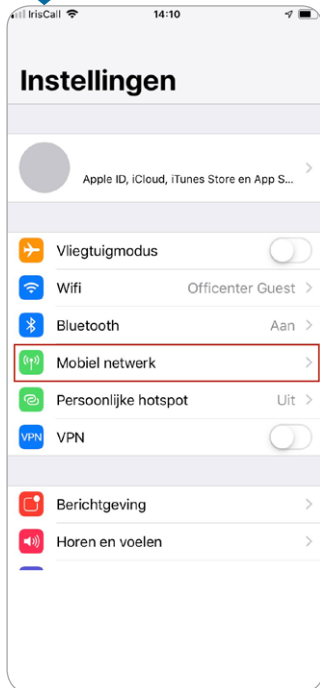 IrisCall 14:10
Instellingen
Apple ID, iCloud, iTunes Store en App S...
Vliegtuigmodus
Wifi Officenter Guest
Bluetooth Aan
Mobiel netwerk
Persoonlijke hotspot Uit
VPN VPN
Berichtgeving
Horen en voelen